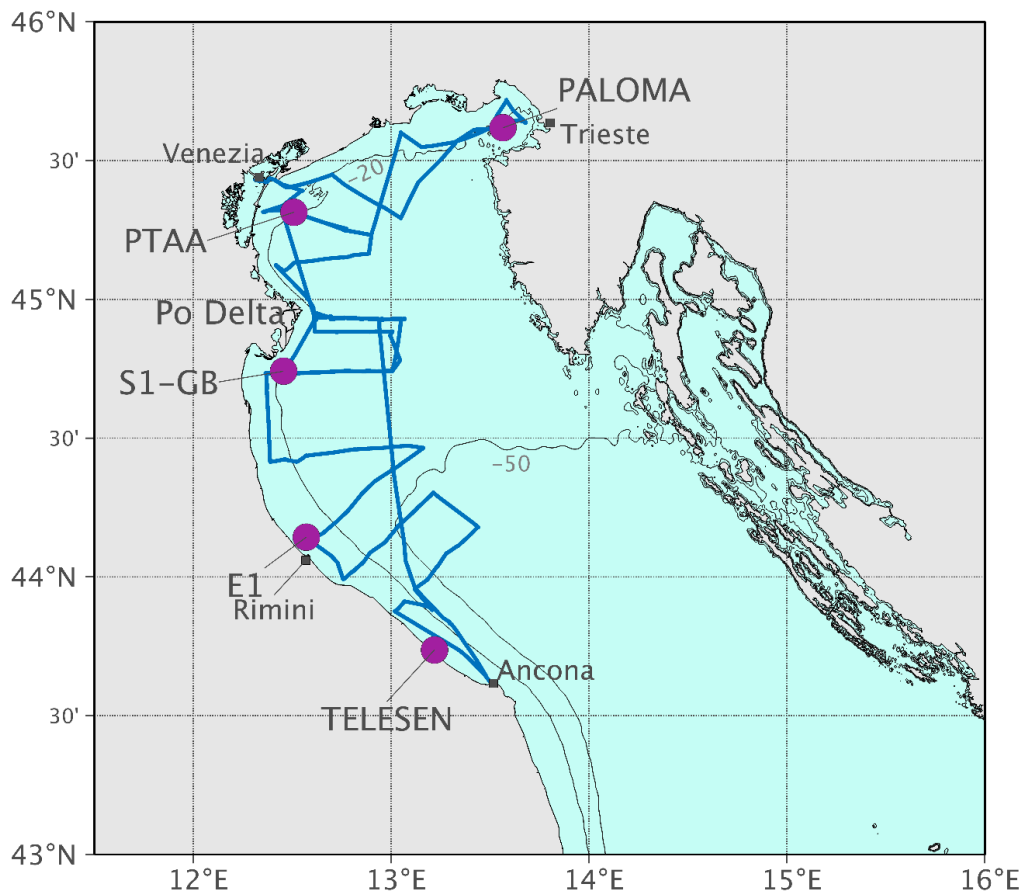 46°N
PALOMA
Trieste
Venezia
30'
−20
PTAA
45°N
Po Delta
S1−GB
30'
−50
44°N
E1
Rimini
Ancona
30'
TELESEN
43°N
12°E
13°E
14°E
15°E
16°E